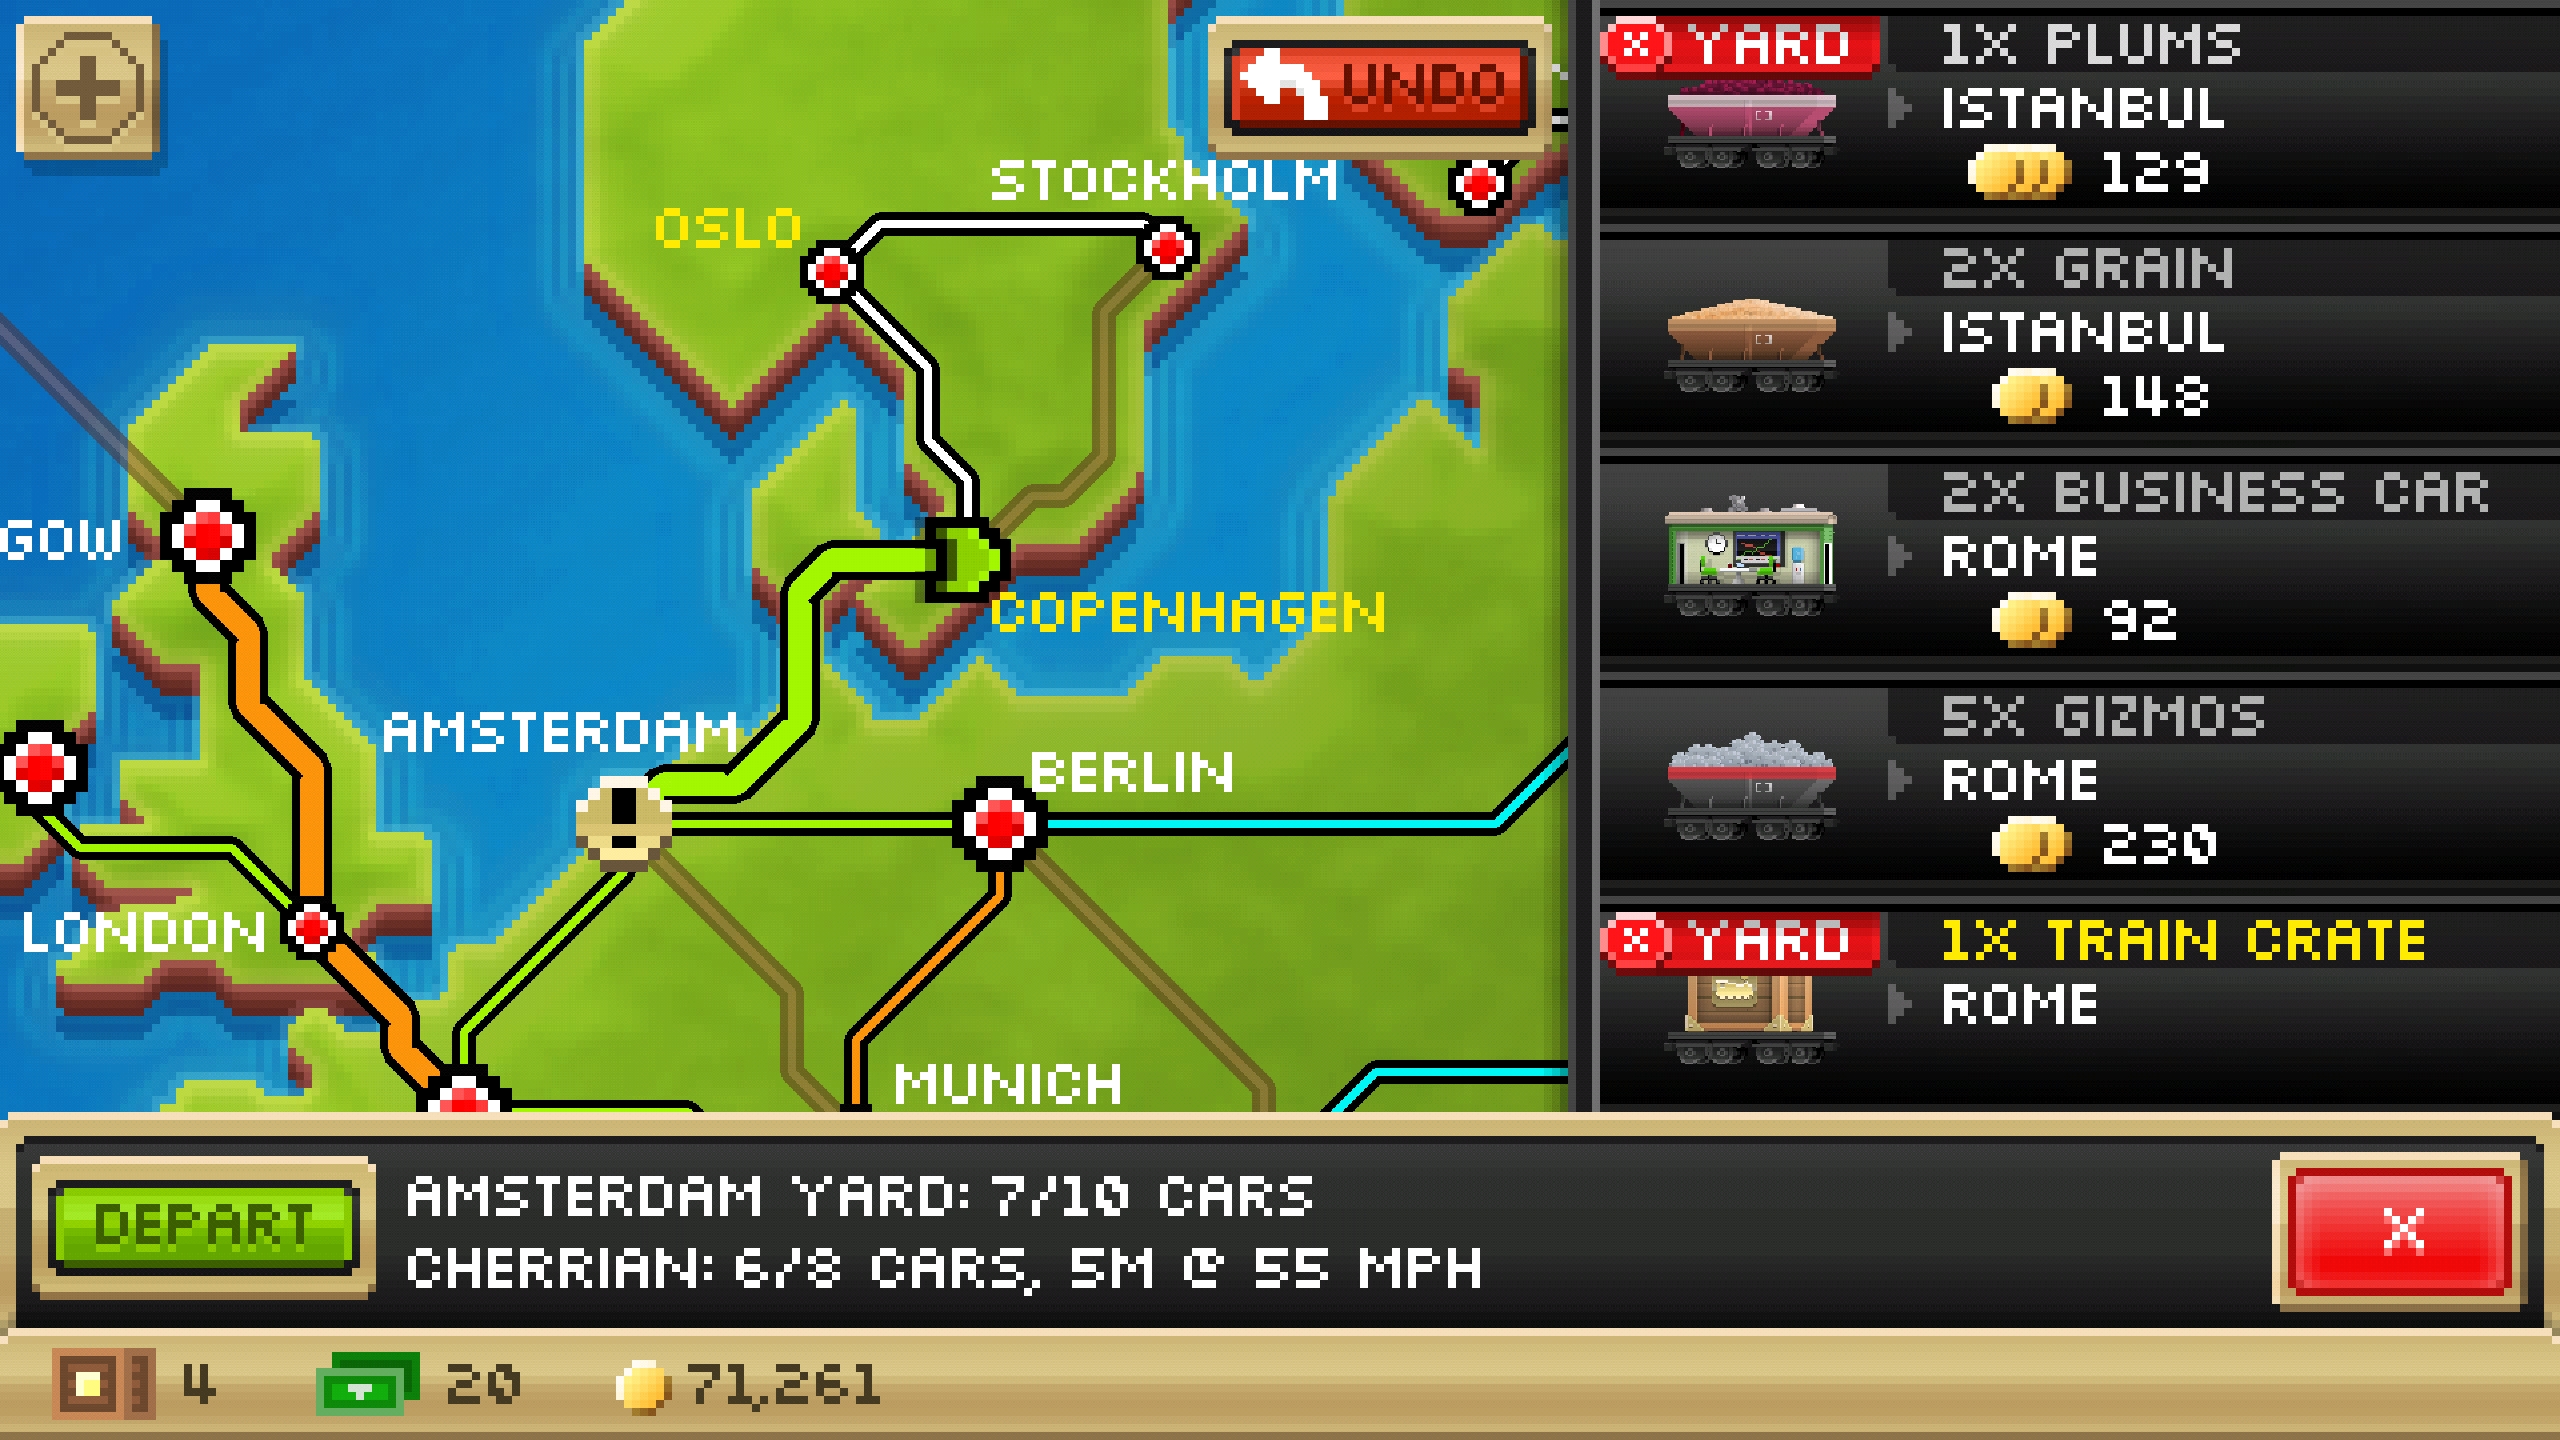 UNDO
STOCKHOLM
OSLO
GOW
COPENHAGEN
AMSTERDAM
BERLIN
LONDON
MUNICH
YARD 1X PLUMS
ISTANBUL
129
2X GRAIN
ISTANBUL
148
2X BUSINESS CAR
ROME
92
5X GIZMOS
ROME
230
YARD 1X TRAIN CRATE
ROME
DEPART
AMSTERDAM YARD: 7/10 CARS
CHERRIAN: 6/8 CARS, 5M @ 55 MPH
X
4 20 71,261